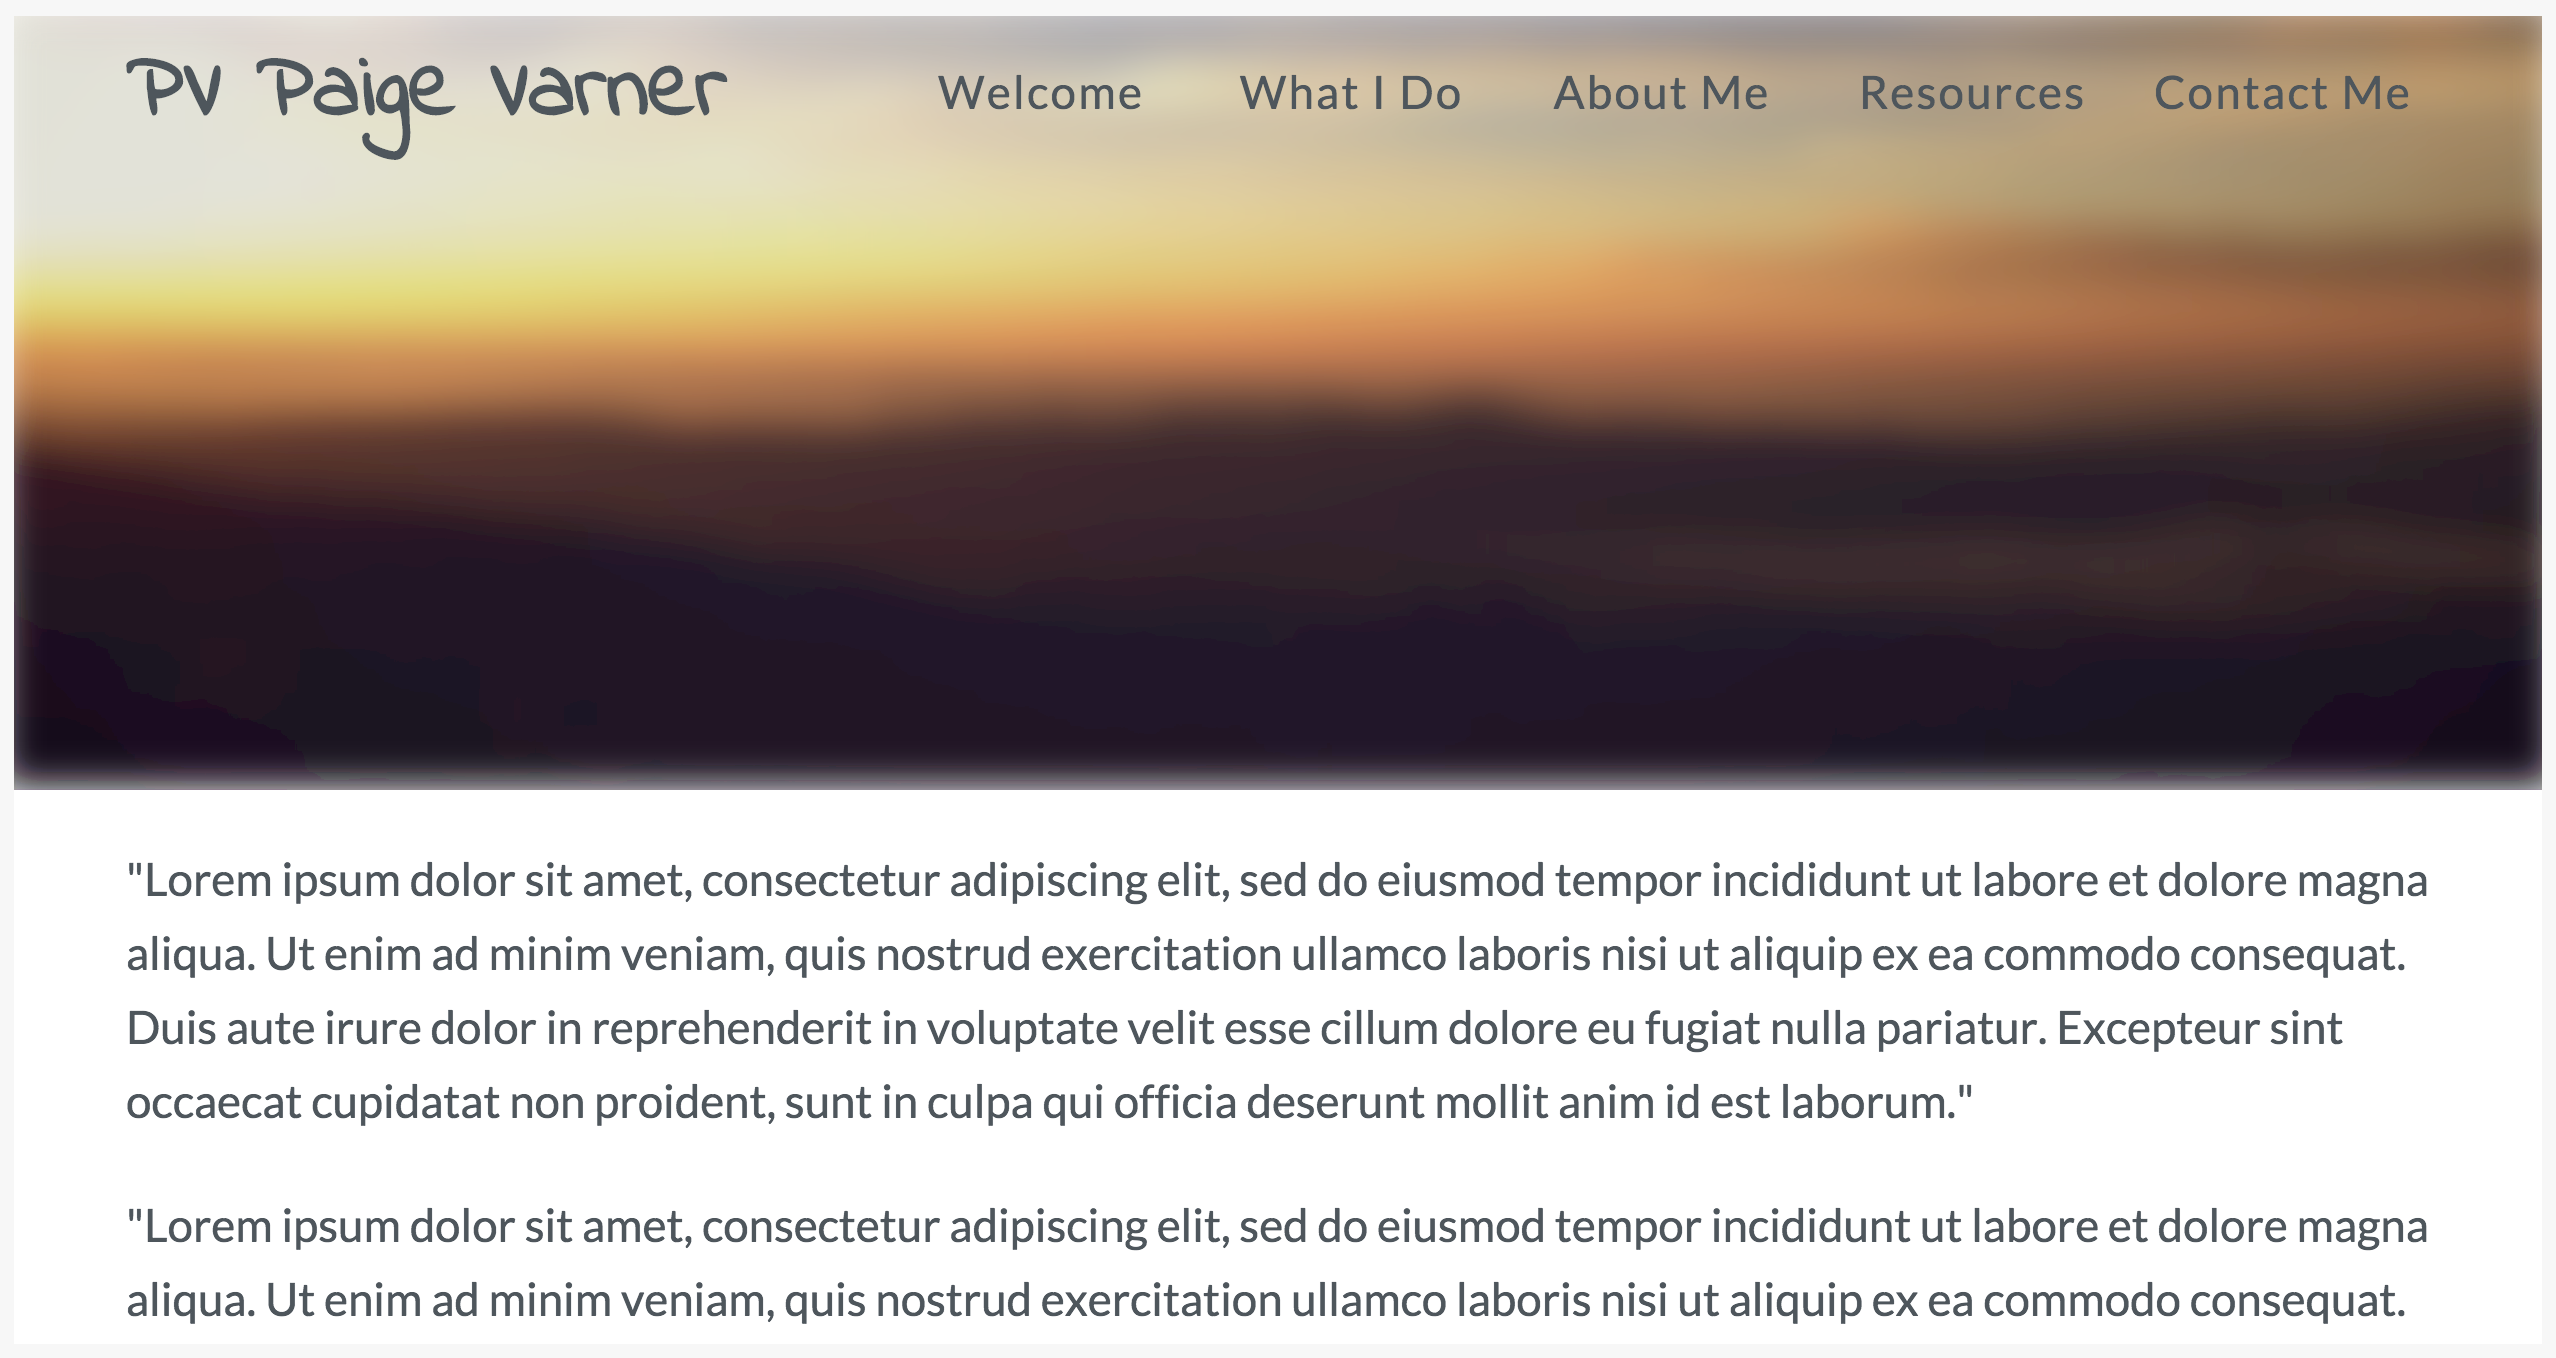 PV Paige Varner
Welcome What I Do About Me Resources Contact Me
"Lorem ipsum dolor sit amet, consectetur adipiscing elit, sed do eiusmod tempor incididunt ut labore et dolore magna
aliqua. Ut enim ad minim veniam, quis nostrud exercitation ullamco laboris nisi ut aliquip ex ea commodo consequat.
Duis aute irure dolor in reprehenderit in voluptate velit esse cillum dolore eu fugiat nulla pariatur. Excepteur sint
occaecat cupidatat non proident, sunt in culpa qui officia deserunt mollit anim id est laborum."
"Lorem ipsum dolor sit amet, consectetur adipiscing elit, sed do eiusmod tempor incididunt ut labore et dolore magna
aliqua. Ut enim ad minim veniam, quis nostrud exercitation ullamco laboris nisi ut aliquip ex ea commodo consequat.